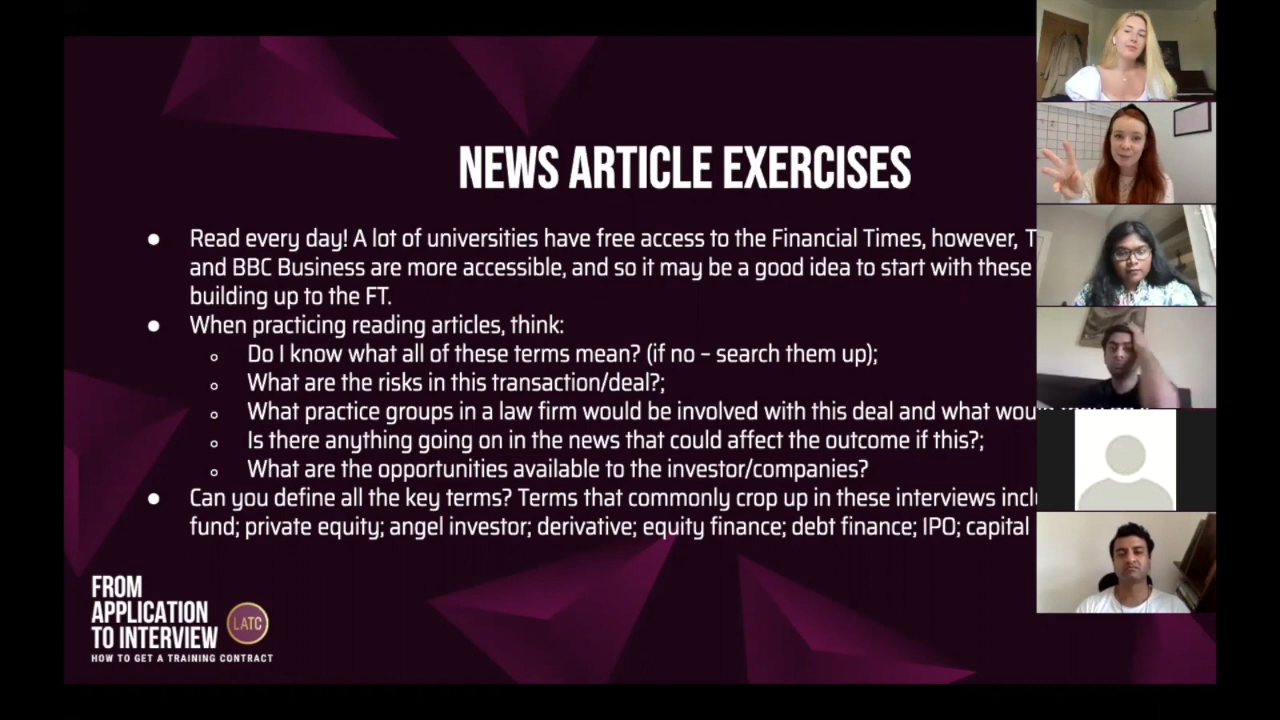 NEWS ARTICLE EXERCISES
● Read every day! A lot of universities have free access to the Financial Times, however,
and BBC Business are more accessible, and so it may be a good idea to start with these
building up to the FT.
● When practicing reading articles, think:
○ Do I know what all of these terms mean? (if no – search them up);
○ What are the risks in this transaction/deal?;
○ What practice groups in a law firm would be involved with this deal and what
○ Is there anything going on in the news that could affect the outcome if this?;
○ What are the opportunities available to the investor/companies?
● Can you define all the key terms? Terms that commonly crop up in these interviews
fund; private equity; angel investor; derivative; equity finance; debt finance; IPO; capital
FROM
APPLICATION
TO INTERVIEW
LATC
HOW TO GET A TRAINING CONTRACT